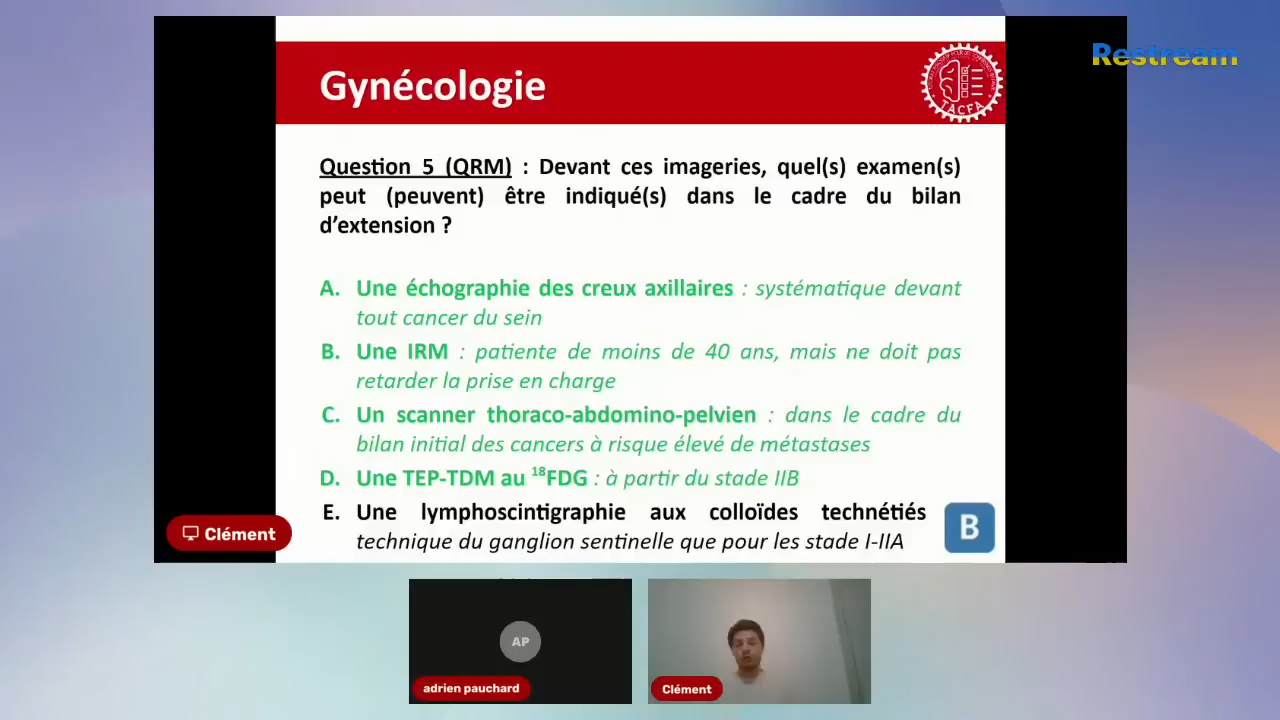 Restream
Gynécologie
TACFA
Question 5 (QRM) : Devant ces imageries, quel(s) examen(s)
peut (peuvent) être indiqué(s) dans le cadre du bilan
d’extension ?
A. Une échographie des creux axillaires : systématique devant
tout cancer du sein
B. Une IRM : patiente de moins de 40 ans, mais ne doit pas
retarder la prise en charge
C. Un scanner thoraco-abdomino-pelvien : dans le cadre du
bilan initial des cancers à risque élevé de métastases
D. Une TEP-TDM au 18FDG : à partir du stade IIB
E. Une lymphoscintigraphie aux colloïdes technétiés
technique du ganglion sentinelle que pour les stade I-IIA
B
Clément
AP
adrien pauchard
Clément